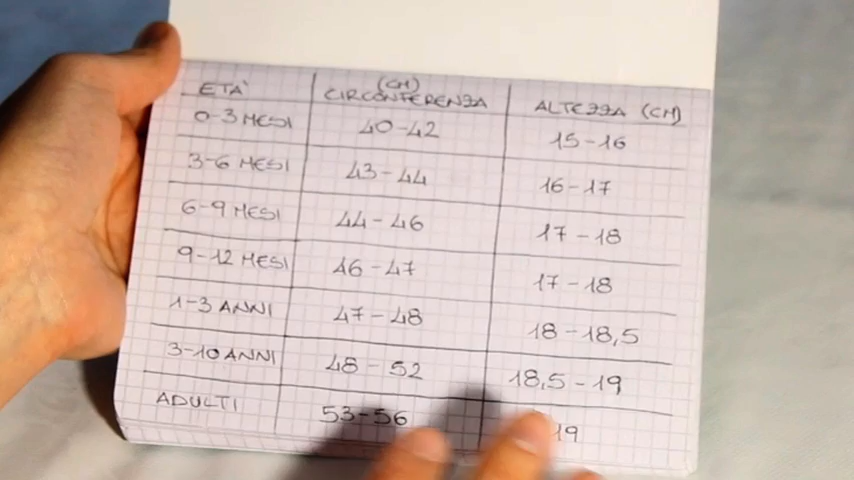 ETÀ (CM) CIRCONFERENZA ALTEZZA (CM)
0-3 MESI 40-42 15-16
3-6 MESI 43-44 16-17
6-9 MESI 44-46 17-18
9-12 MESI 46-47 17-18
1-3 ANNI 47-48 18-18,5
3-10 ANNI 48-52 18,5-19
ADULTI 53-56 19